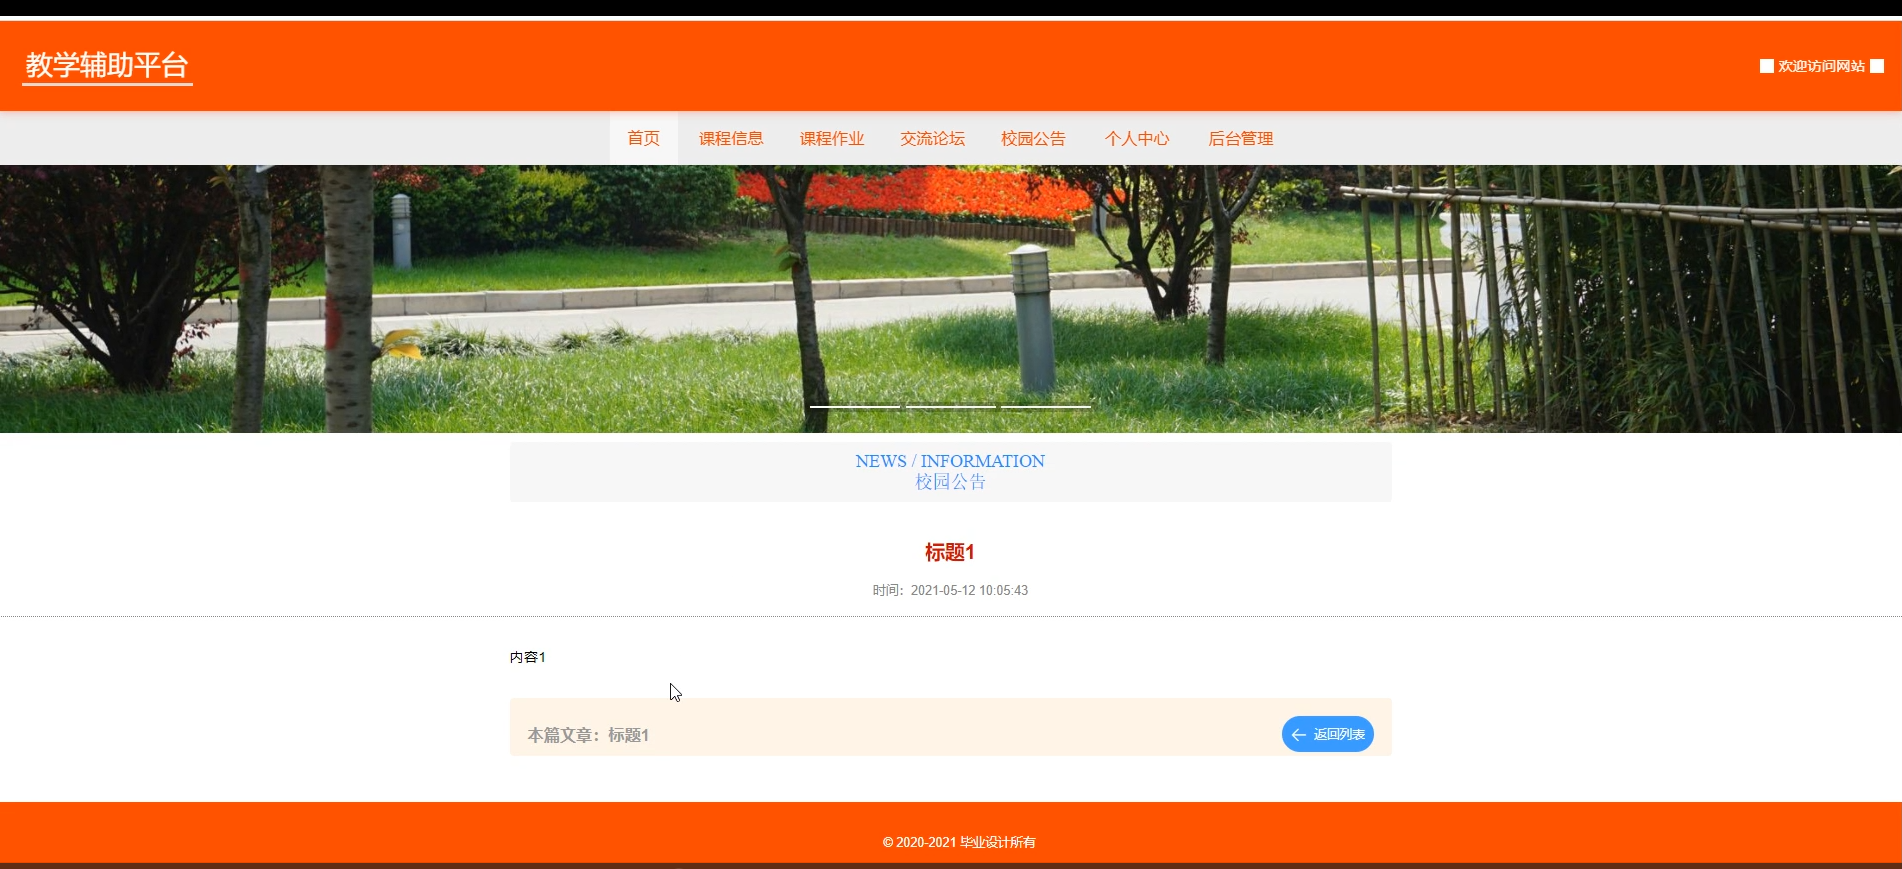 教学辅助平台
欢迎访问网站
首页 课程信息 课程作业 交流论坛 校园公告 个人中心 后台管理
NEWS / INFORMATION
校园公告
标题1
时间：2021-05-12 10:05:43
内容1
本篇文章：标题1
返回列表
© 2020-2021 毕业设计所有